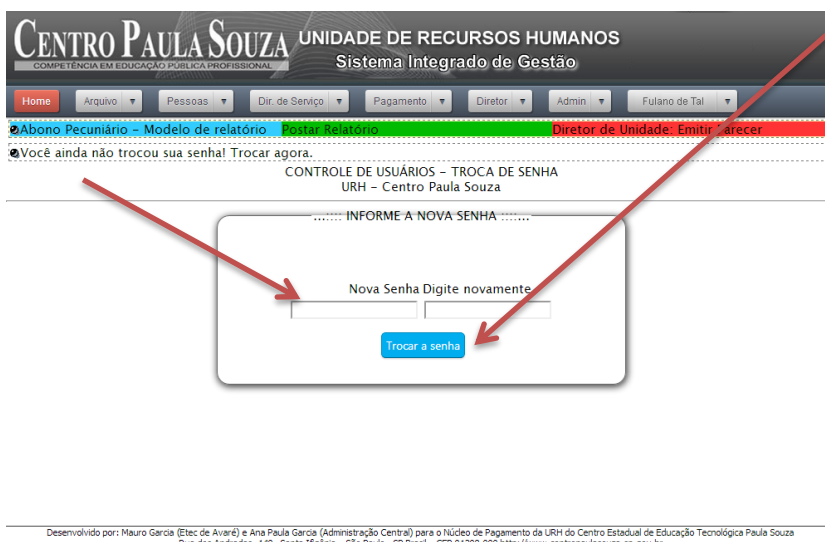 CENTRO PAULA SOUZA
COMPETÊNCIA EM EDUCAÇÃO PÚBLICA PROFISSIONAL
UNIDADE DE RECURSOS HUMANOS
Sistema Integrado de Gestão
Home Arquivo Pessoas Dir. de Serviço Pagamento Diretor Admin Fulano de Tal
Abono Pecuniário – Modelo de relatório Postar Relatório Diretor de Unidade: Emitir Parecer
Você ainda não trocou sua senha! Trocar agora.
CONTROLE DE USUÁRIOS – TROCA DE SENHA
URH – Centro Paula Souza
...:::: INFORME A NOVA SENHA ::::...
Nova Senha Digite novamente
Trocar a senha
Desenvolvido por: Mauro Garcia (Etec de Avaré) e Ana Paula Garcia (Administração Central) para o Núcleo de Pagamento da URH do Centro Estadual de Educação Tecnológica Paula Souza